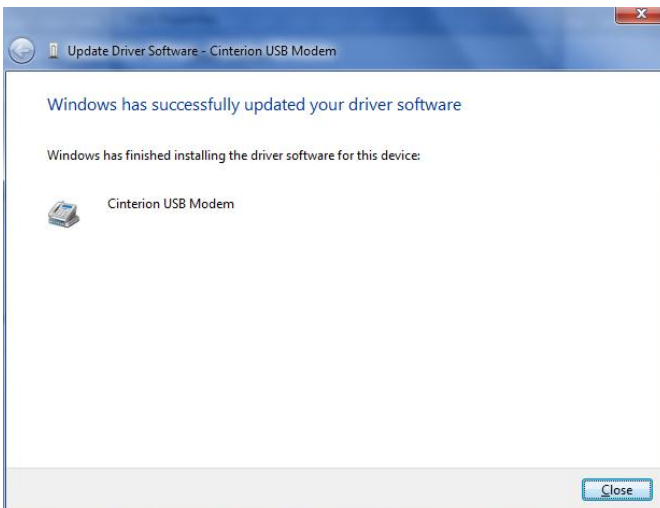 Update Driver Software - Cinterion USB Modem
Windows has successfully updated your driver software
Windows has finished installing the driver software for this device:
Cinterion USB Modem
Close